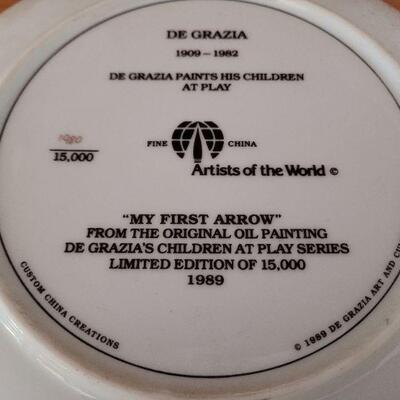 DE GRAZIA
1909 – 1982
DE GRAZIA PAINTS HIS CHILDREN
AT PLAY
15,000
FINE CHINA
Artists of the World ©
"MY FIRST ARROW"
FROM THE ORIGINAL OIL PAINTING
DE GRAZIA'S CHILDREN AT PLAY SERIES
LIMITED EDITION OF 15,000
1989
CUSTOM CHINA CREATIONS
© 1989 DE GRAZIA ART AND